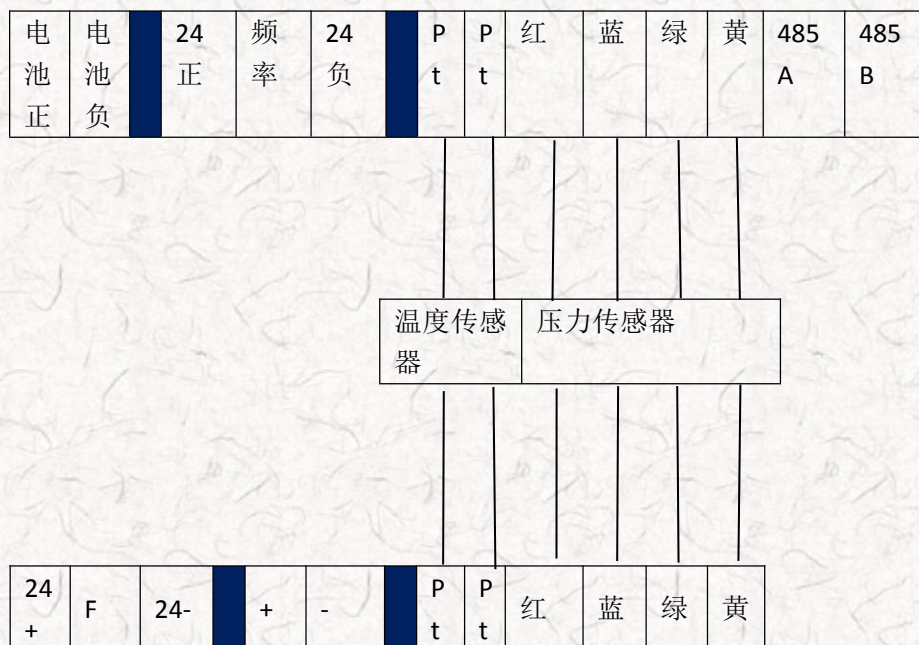 电池正 电池负 24正 频率 24负 Pt Pt 红 蓝 绿 黄 485A 485B
温度传感器 压力传感器
24+ F 24- + - Pt Pt 红 蓝 绿 黄